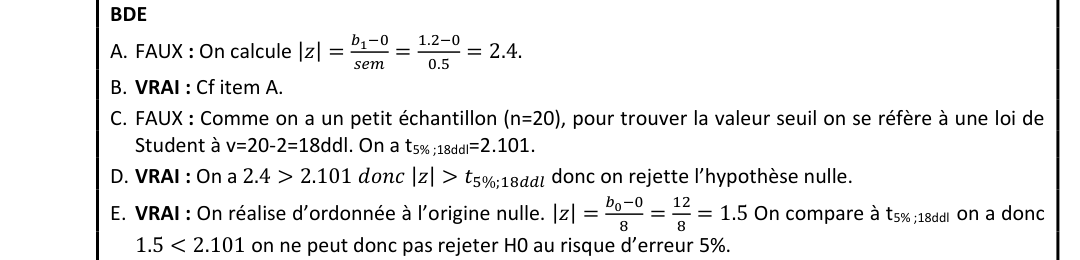 BDE
A. FAUX : On calcule |z| = (b₁−0)/sem = (1.2−0)/0.5 = 2.4.
B. VRAI : Cf item A.
C. FAUX : Comme on a un petit échantillon (n=20), pour trouver la valeur seuil on se réfère à une loi de
Student à v=20-2=18ddl. On a t5% ;18ddl=2.101.
D. VRAI : On a 2.4 > 2.101 donc |z| > t5%;18ddl donc on rejette l’hypothèse nulle.
E. VRAI : On réalise d’ordonnée à l’origine nulle. |z| = (b₀−0)/8 = 12/8 = 1.5 On compare à t5% ;18ddl on a donc
1.5 < 2.101 on ne peut donc pas rejeter H0 au risque d’erreur 5%.